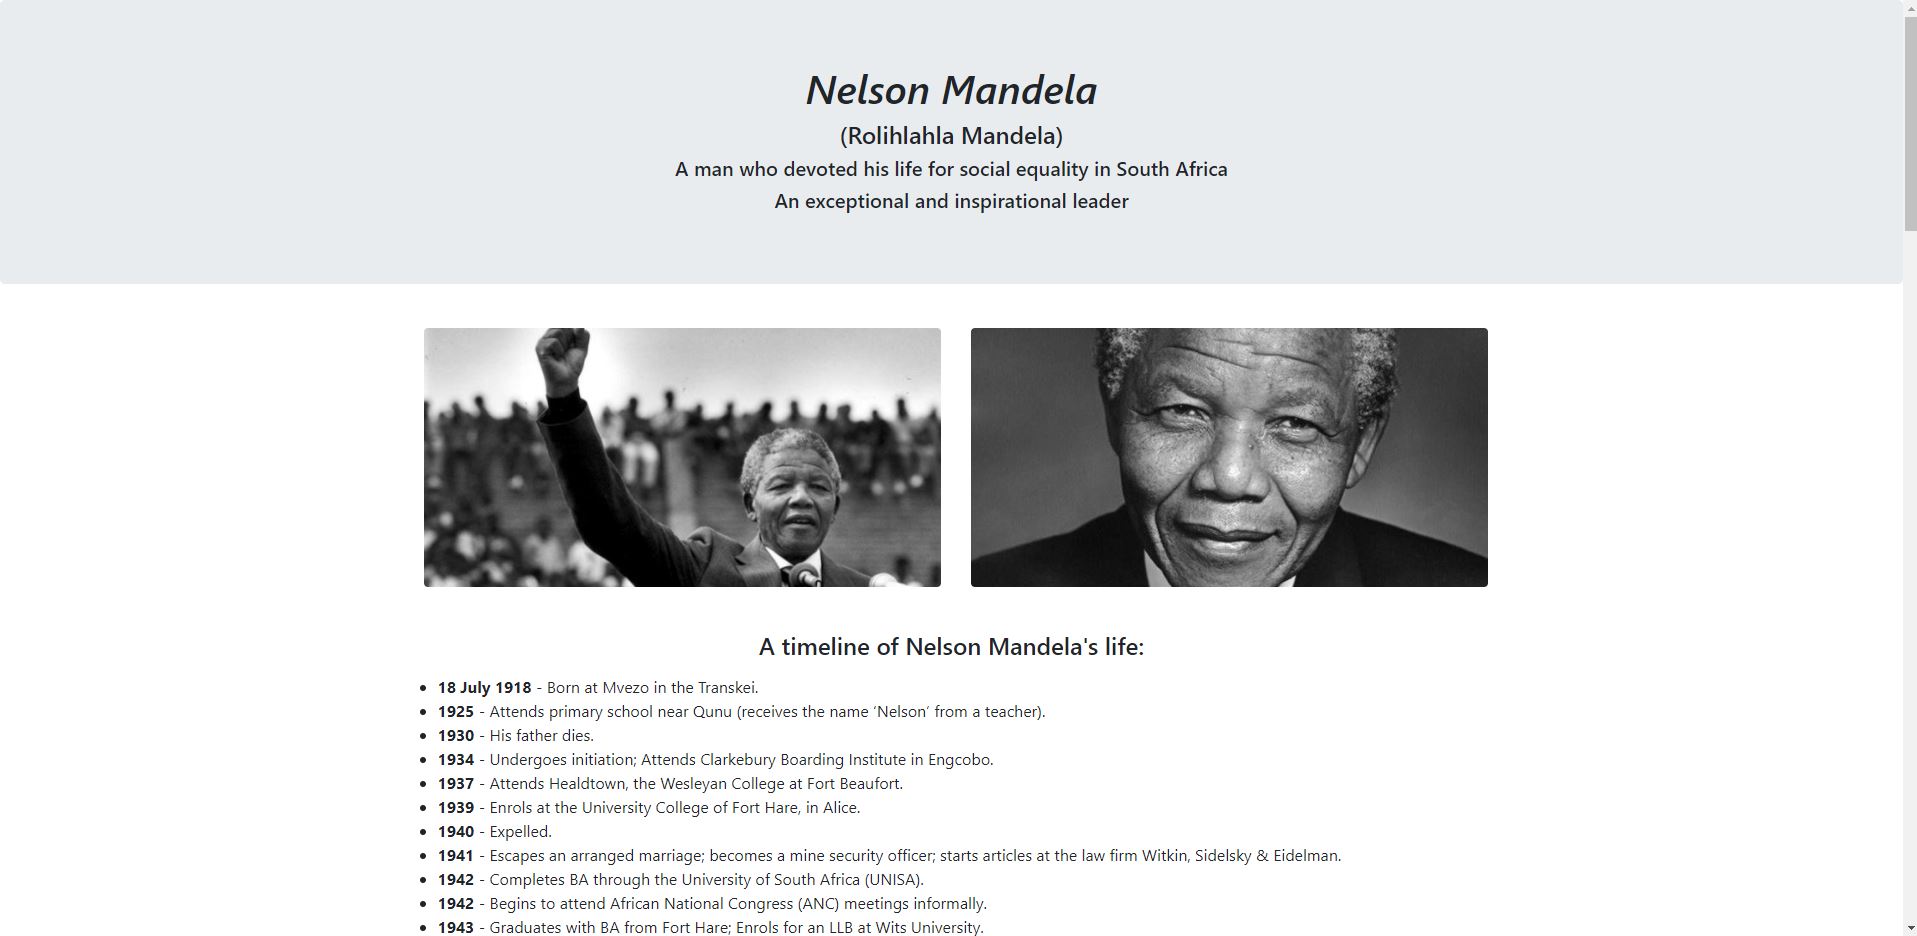 Nelson Mandela
(Rolihlahla Mandela)
A man who devoted his life for social equality in South Africa
An exceptional and inspirational leader
A timeline of Nelson Mandela's life:
18 July 1918 - Born at Mvezo in the Transkei.
1925 - Attends primary school near Qunu (receives the name ‘Nelson’ from a teacher).
1930 - His father dies.
1934 - Undergoes initiation; Attends Clarkebury Boarding Institute in Engcobo.
1937 - Attends Healdtown, the Wesleyan College at Fort Beaufort.
1939 - Enrols at the University College of Fort Hare, in Alice.
1940 - Expelled.
1941 - Escapes an arranged marriage; becomes a mine security officer; starts articles at the law firm Witkin, Sidelsky & Eidelman.
1942 - Completes BA through the University of South Africa (UNISA).
1942 - Begins to attend African National Congress (ANC) meetings informally.
1943 - Graduates with BA from Fort Hare; Enrols for an LLB at Wits University.